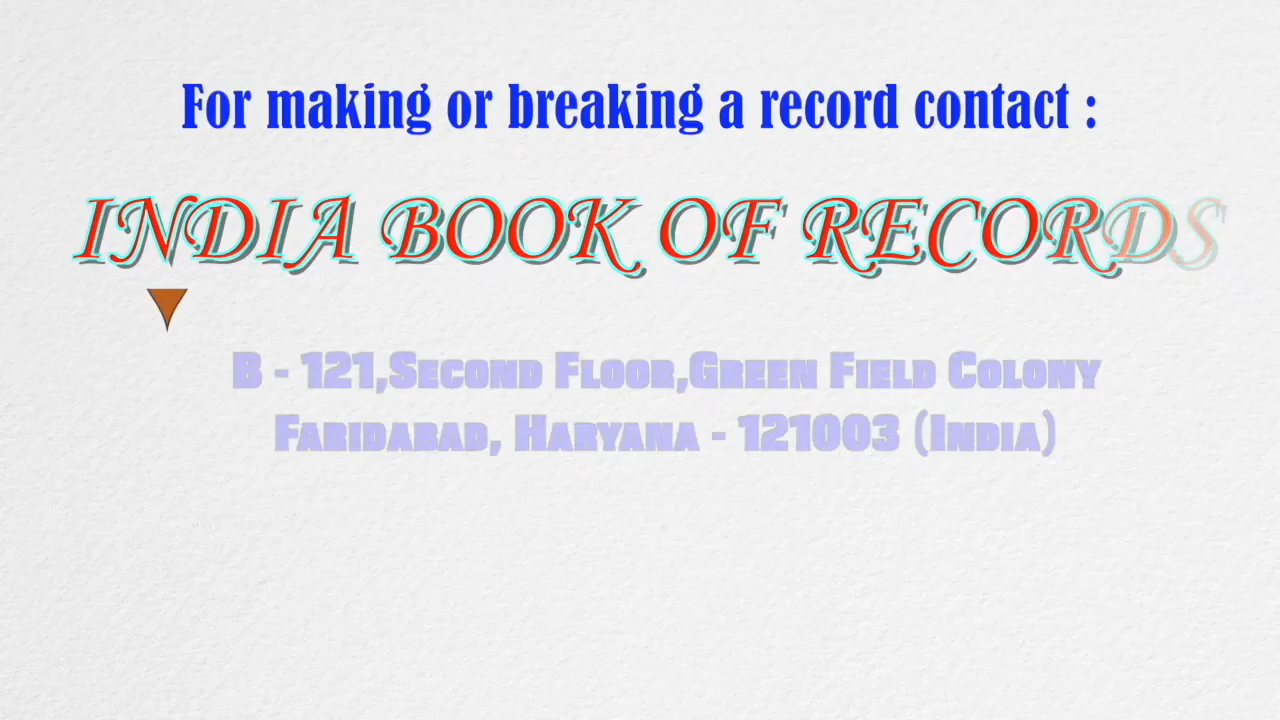 For making or breaking a record contact :
INDIA BOOK OF RECORDS
B - 121,Second Floor,Green Field Colony
Faridabad, Haryana - 121003 (India)